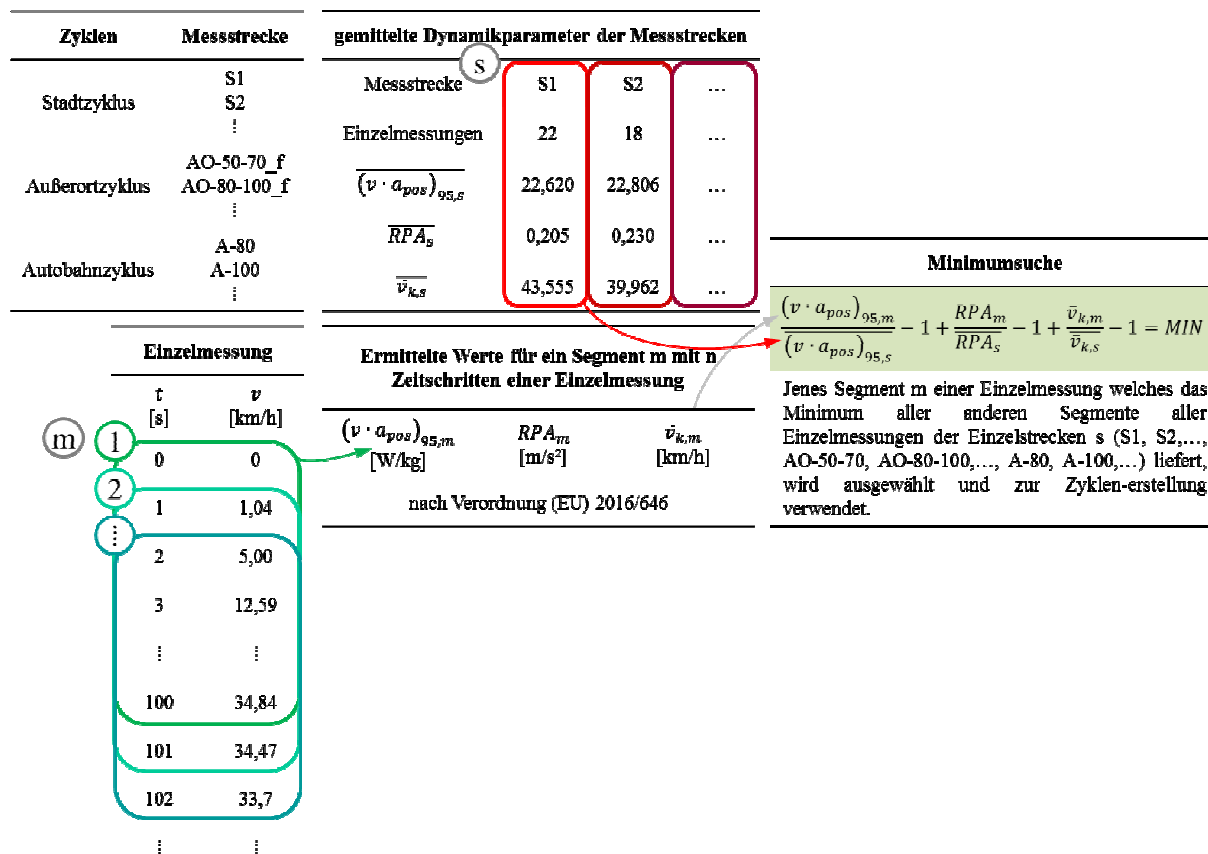 Zyklen Messstrecke
Stadtzyklus
S1
S2
⋮
Außerortzyklus
AO-50-70_f
AO-80-100_f
⋮
Autobahnzyklus
A-80
A-100
⋮
gemittelte Dynamikparameter der Messstrecken
s
Messstrecke S1 S2 …
Einzelmessungen 22 18 …
(v · a_pos)_95,s 22,620 22,806 …
RPA_s 0,205 0,230 …
v̄_k,s 43,555 39,962 …
Einzelmessung
t v
[s] [km/h]
m
1
0 0
2
1 1,04
⋮
2 5,00
3 12,59
⋮ ⋮
100 34,84
101 34,47
102 33,7
⋮ ⋮
Ermittelte Werte für ein Segment m mit n
Zeitschritten einer Einzelmessung
(v · a_pos)_95,m RPA_m v̄_k,m
[W/kg] [m/s²] [km/h]
nach Verordnung (EU) 2016/646
Minimumsuche
(v · a_pos)_95,m / (v · a_pos)_95,s − 1 + RPA_m / RPA_s − 1 + v̄_k,m / v̄_k,s − 1 = MIN
Jenes Segment m einer Einzelmessung welches das
Minimum aller anderen Segmente aller
Einzelmessungen der Einzelstrecken s (S1, S2,…,
AO-50-70, AO-80-100,…, A-80, A-100,…) liefert,
wird ausgewählt und zur Zyklen-erstellung
verwendet.